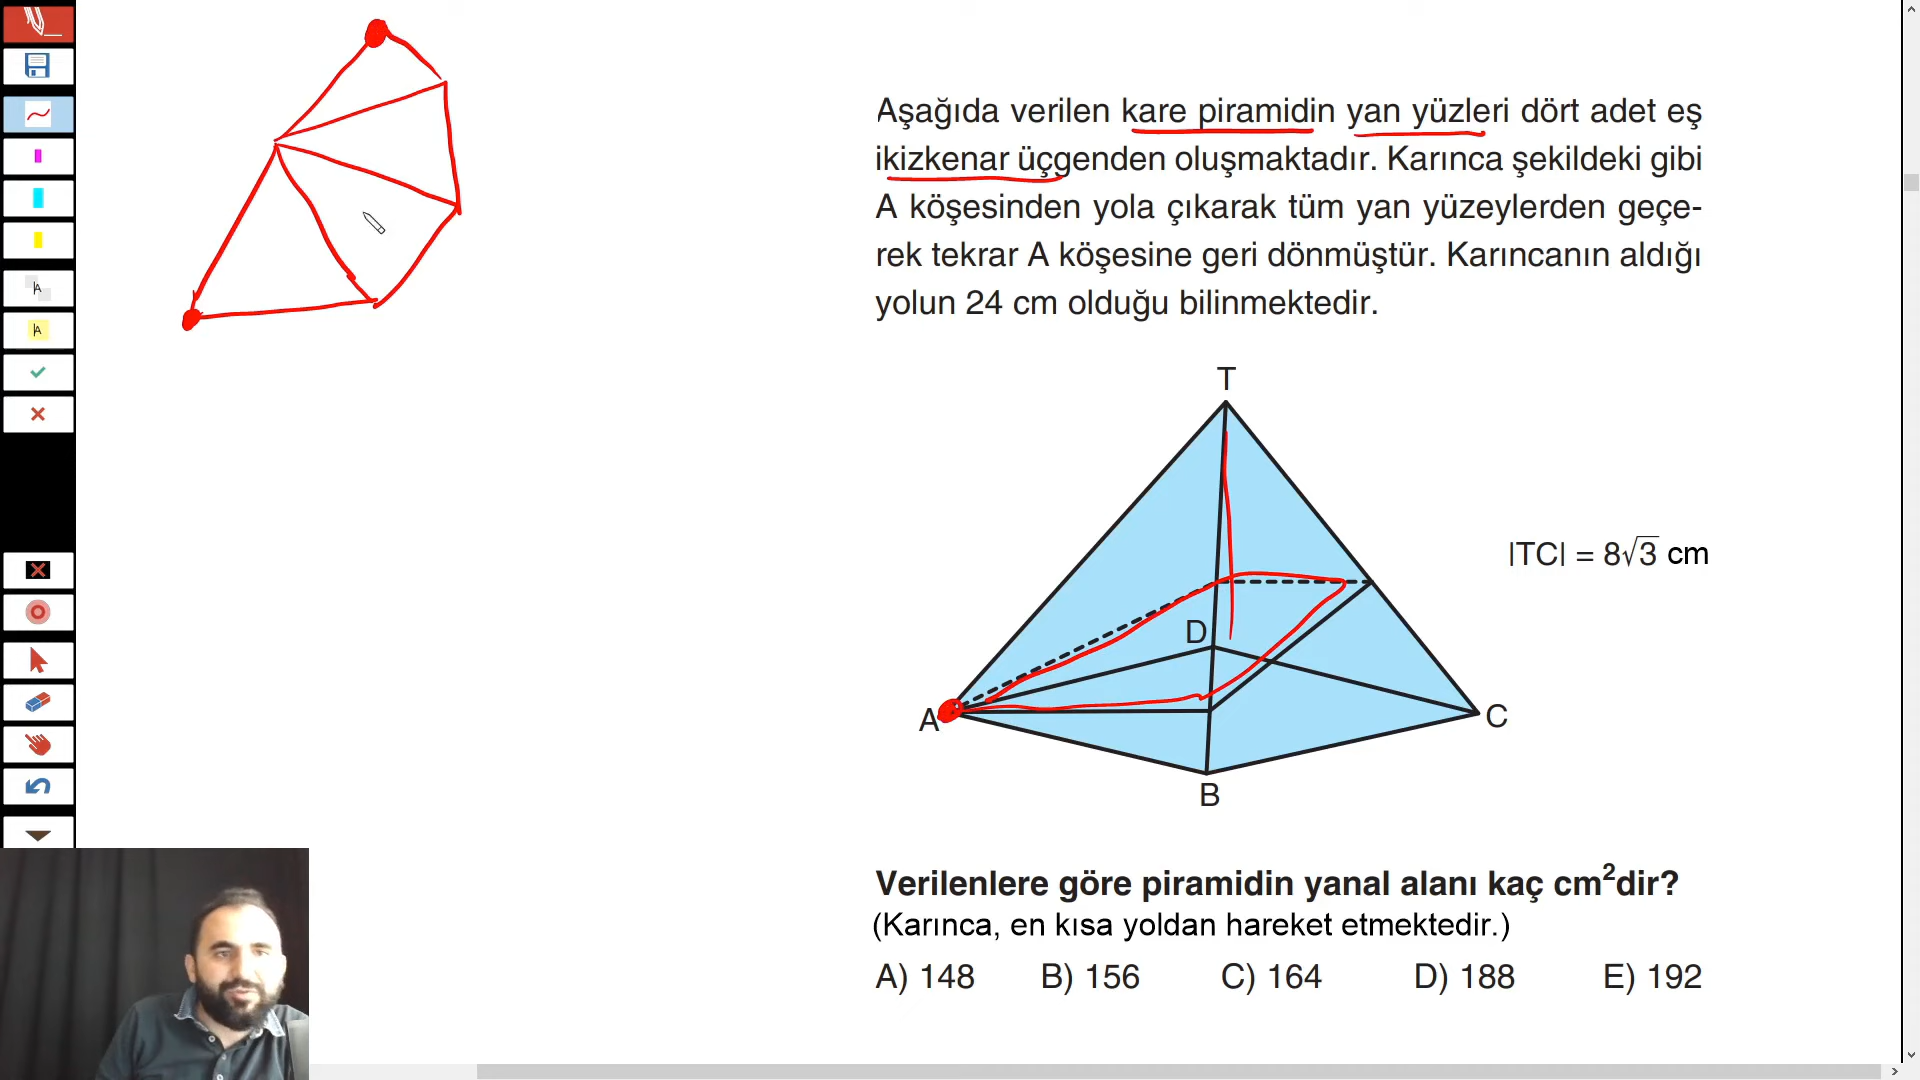 Aşağıda verilen kare piramidin yan yüzleri dört adet eş
ikizkenar üçgenden oluşmaktadır. Karınca şekildeki gibi
A köşesinden yola çıkarak tüm yan yüzeylerden geçe-
rek tekrar A köşesine geri dönmüştür. Karıncanın aldığı
yolun 24 cm olduğu bilinmektedir.
T
|TC| = 8√3 cm
D
A
C
B
Verilenlere göre piramidin yanal alanı kaç cm²dir?
(Karınca, en kısa yoldan hareket etmektedir.)
A) 148 B) 156 C) 164 D) 188 E) 192
A
A